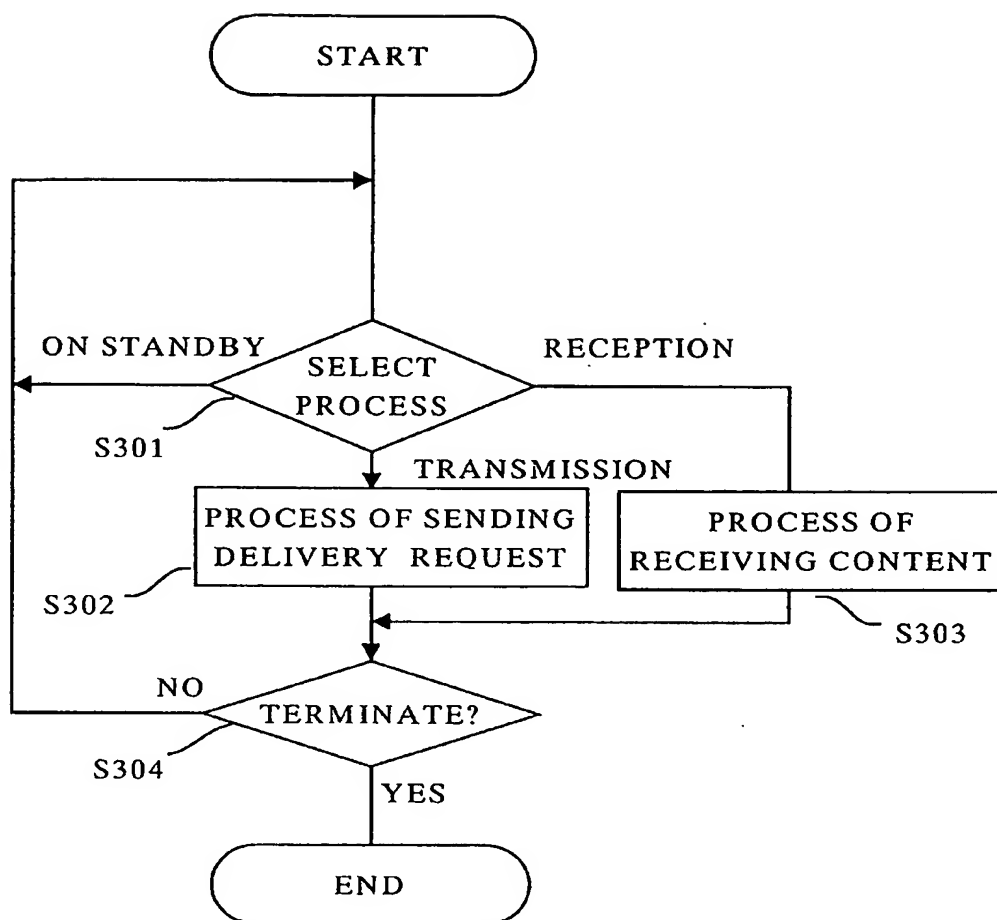 START
ON STANDBY
RECEPTION
SELECT
PROCESS
S301
TRANSMISSION
PROCESS OF SENDING
DELIVERY REQUEST
PROCESS OF
RECEIVING CONTENT
S302
S303
NO
TERMINATE?
S304
YES
END